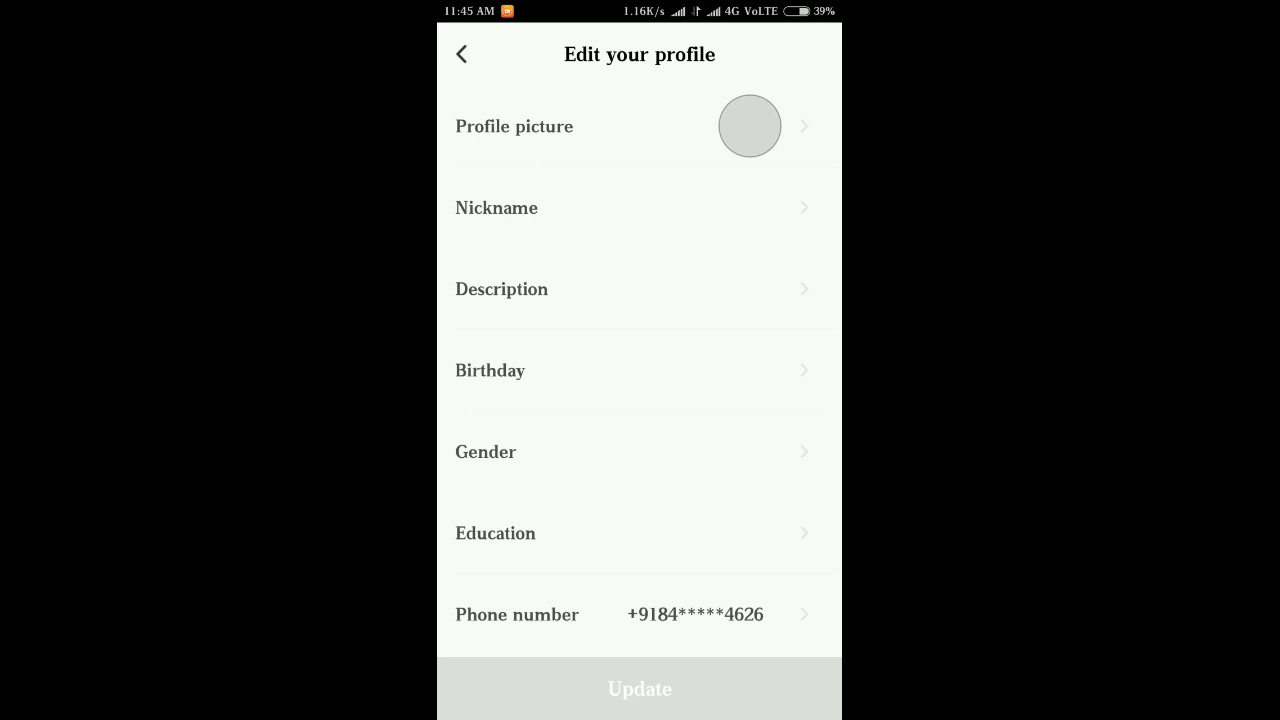 11:45 AM 1.16K/s 4G VoLTE 39%
Edit your profile
Profile picture
Nickname
Description
Birthday
Gender
Education
Phone number +9184*****4626
Update